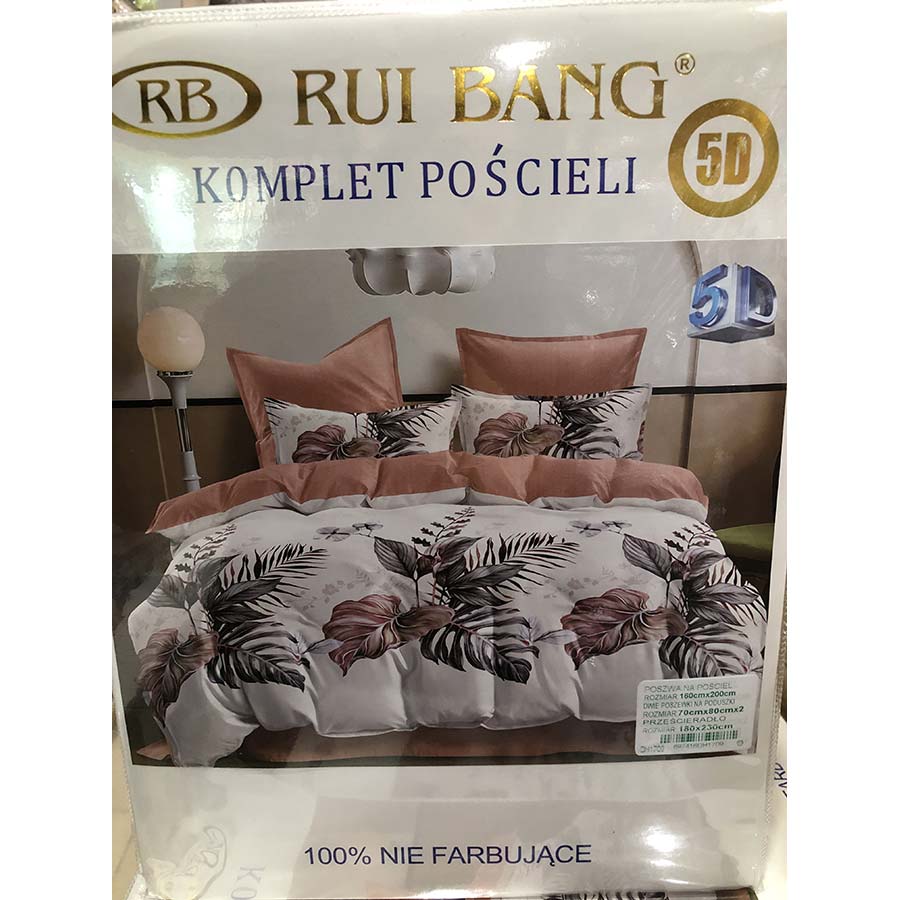 RB RUI BANG®
5D
KOMPLET POŚCIELI
5D
POSZWA NA POŚCIEL
ROZMIAR 160cmx200cm
DWIE POSZEWKI NA PODUSZKI
ROZMIAR 70cmx80cmx2
PRZEŚCIERADŁO
ROZMIAR 180x230cm
100% NIE FARBUJĄCE